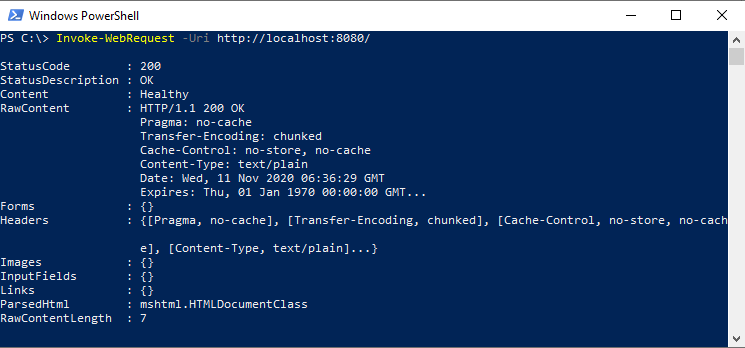 Windows PowerShell
PS C:\> Invoke-WebRequest -Uri http://localhost:8080/
StatusCode        : 200
StatusDescription : OK
Content           : Healthy
RawContent        : HTTP/1.1 200 OK
                    Pragma: no-cache
                    Transfer-Encoding: chunked
                    Cache-Control: no-store, no-cache
                    Content-Type: text/plain
                    Date: Wed, 11 Nov 2020 06:36:29 GMT
                    Expires: Thu, 01 Jan 1970 00:00:00 GMT...
Forms             : {}
Headers           : {[Pragma, no-cache], [Transfer-Encoding, chunked], [Cache-Control, no-store, no-cach
                    e], [Content-Type, text/plain]...}
Images            : {}
InputFields       : {}
Links             : {}
ParsedHtml        : mshtml.HTMLDocumentClass
RawContentLength  : 7